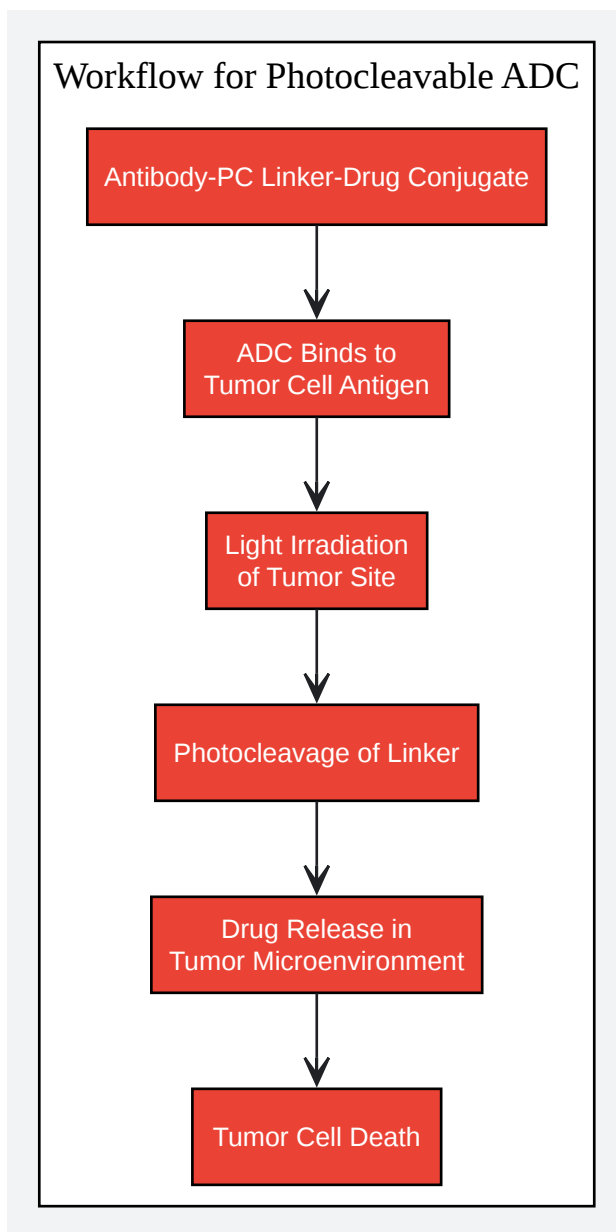 Workflow for Photocleavable ADC
Antibody-PC Linker-Drug Conjugate
ADC Binds to
Tumor Cell Antigen
Light Irradiation
of Tumor Site
Photocleavage of Linker
Drug Release in
Tumor Microenvironment
Tumor Cell Death